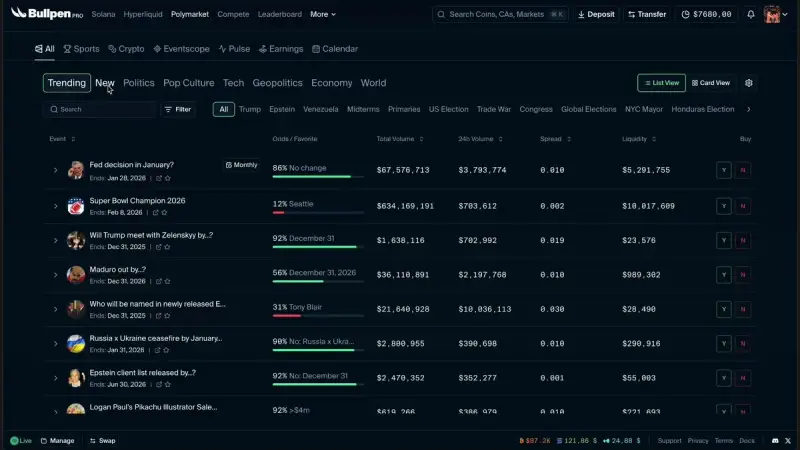 Bullpen PRO Solana Hyperliquid Polymarket Compete Leaderboard More Search Coins, CAs, Markets ⌘ K Deposit Transfer $7680,00
All Sports Crypto Eventscope Pulse Earnings Calendar
Trending New Politics Pop Culture Tech Geopolitics Economy World List View Card View
Search Filter All Trump Epstein Venezuela Midterms Primaries US Election Trade War Congress Global Elections NYC Mayor Honduras Election
Event Odds / Favorite Total Volume 24h Volume Spread Liquidity Buy
Fed decision in January? Monthly 86% No change $67,576,713 $3,793,774 0.010 $5,291,755 Y N
Ends: Jan 28, 2026
Super Bowl Champion 2026 12% Seattle $634,169,191 $703,612 0.002 $10,017,609 Y N
Ends: Feb 8, 2026
Will Trump meet with Zelenskyy by...? 92% December 31 $1,638,116 $702,992 0.019 $23,576 Y N
Ends: Dec 31, 2025
Maduro out by...? 56% December 31, 2026 $36,110,891 $2,197,768 0.010 $989,302 Y N
Ends: Dec 31, 2026
Who will be named in newly released E... 31% Tony Blair $21,640,928 $10,036,113 0.030 $28,490 Y N
Ends: Dec 31, 2025
Russia x Ukraine ceasefire by January... 90% No: Russia x Ukra... $2,800,955 $390,698 0.010 $290,916 Y N
Ends: Jan 31, 2026
Epstein client list released by...? 92% No: December 31 $2,470,352 $352,277 0.001 $55,003 Y N
Ends: Jun 30, 2026
Logan Paul's Pikachu Illustrator Sale... 92% >$4m $619,266 $386,979 0.010 $221,693 Y N
Live Manage Swap $87.2K 121,86 $ 24,88 $ Support Privacy Terms Docs